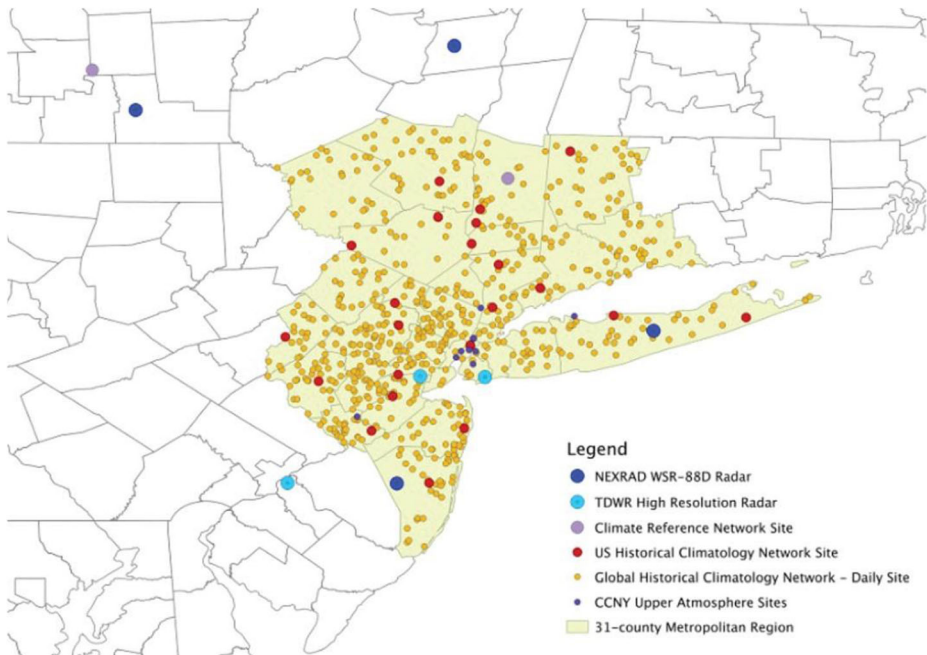 Legend
NEXRAD WSR-88D Radar
TDWR High Resolution Radar
Climate Reference Network Site
US Historical Climatology Network Site
Global Historical Climatology Network - Daily Site
CCNY Upper Atmosphere Sites
31-county Metropolitan Region